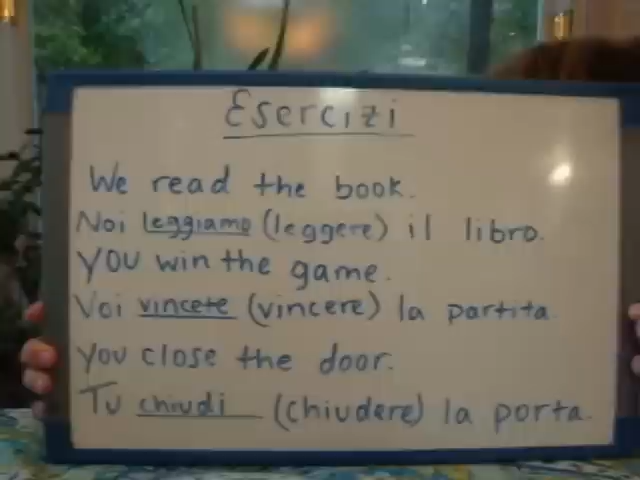 Esercizi
We read the book.
Noi leggiamo (leggere) il libro.
You win the game.
Voi vincete (vincere) la partita.
You close the door.
Tu chiudi (chiudere) la porta.